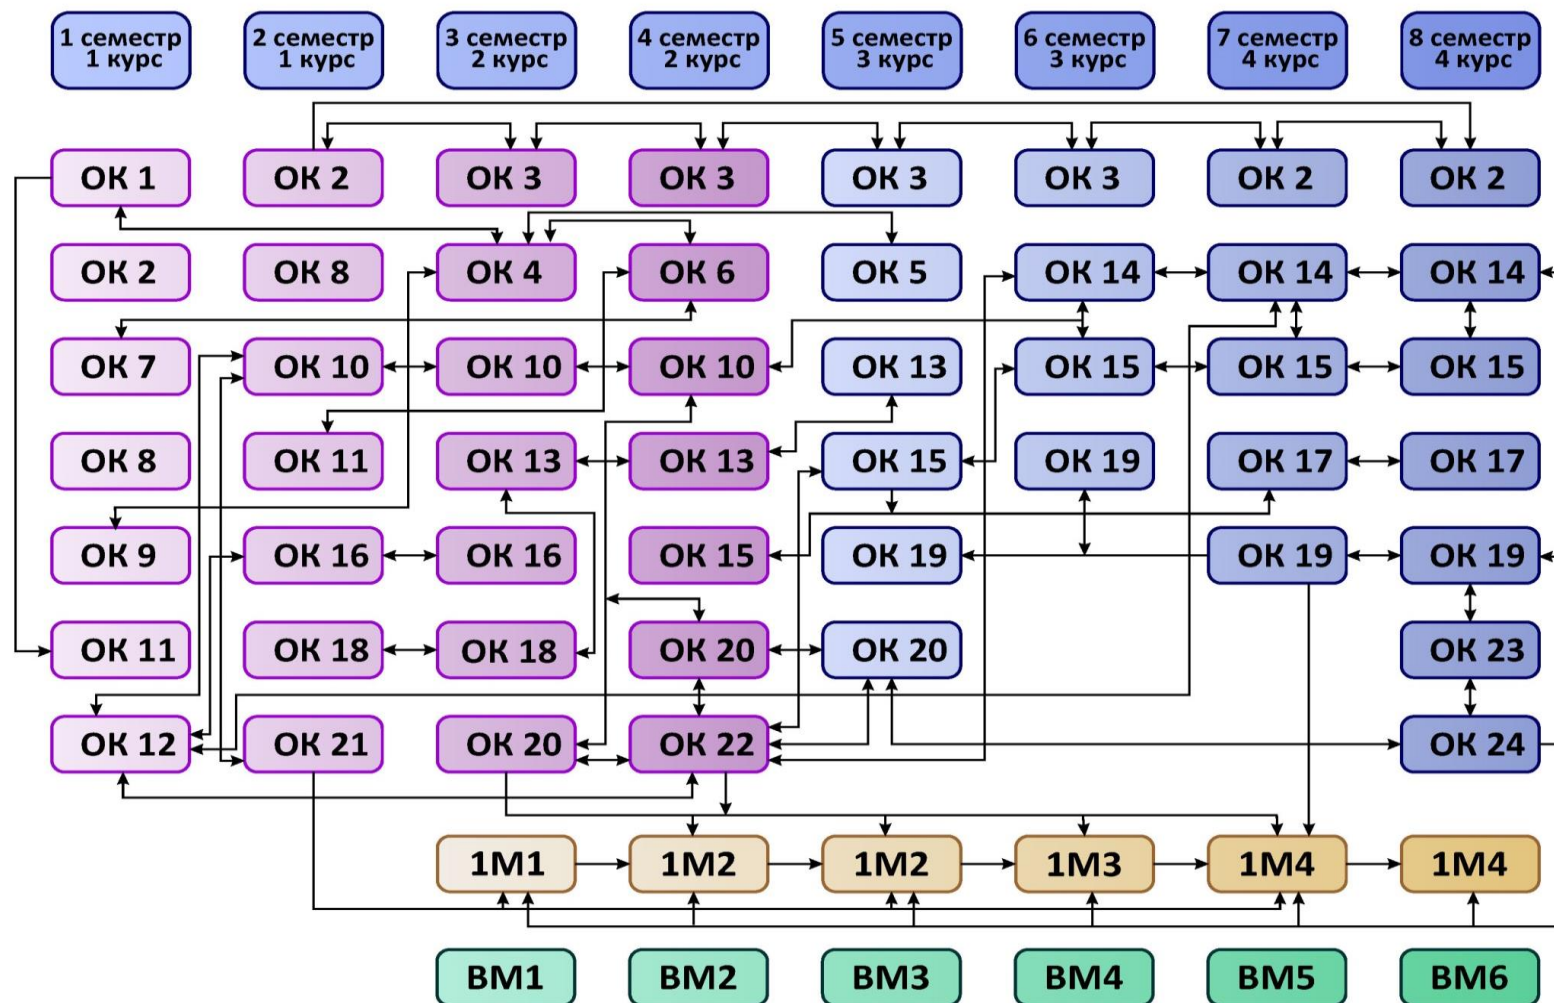 1 семестр
1 курс
2 семестр
1 курс
3 семестр
2 курс
4 семестр
2 курс
5 семестр
3 курс
6 семестр
3 курс
7 семестр
4 курс
8 семестр
4 курс
ОК 1
ОК 2
ОК 3
ОК 3
ОК 3
ОК 3
ОК 2
ОК 2
ОК 2
ОК 8
ОК 4
ОК 6
ОК 5
ОК 14
ОК 14
ОК 14
ОК 7
ОК 10
ОК 10
ОК 10
ОК 13
ОК 15
ОК 15
ОК 15
ОК 8
ОК 11
ОК 13
ОК 13
ОК 15
ОК 19
ОК 17
ОК 17
ОК 9
ОК 16
ОК 16
ОК 15
ОК 19
ОК 19
ОК 19
ОК 11
ОК 18
ОК 18
ОК 20
ОК 20
ОК 23
ОК 12
ОК 21
ОК 20
ОК 22
ОК 24
1М1
1М2
1М2
1М3
1М4
1М4
ВМ1
ВМ2
ВМ3
ВМ4
ВМ5
ВМ6